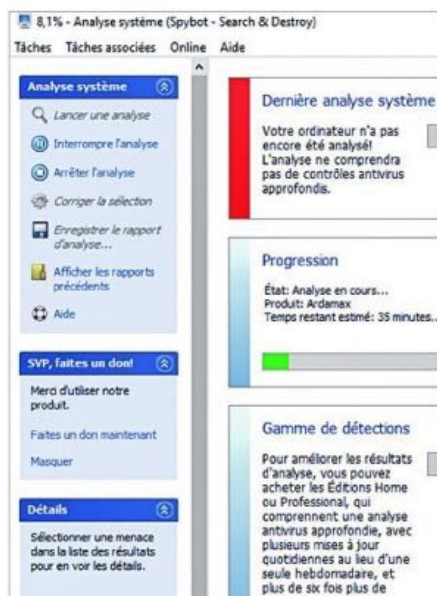 8,1% - Analyse système (Spybot - Search & Destroy)
Tâches Tâches associées Online Aide
Analyse système
Lancer une analyse
Interrompre l'analyse
Arrêter l'analyse
Corriger la sélection
Enregistrer le rapport
d'analyse...
Afficher les rapports
précédents
Aide
SVP, faites un don!
Merci d'utiliser notre
produit.
Faites un don maintenant
Masquer
Détails
Sélectionner une menace
dans la liste des résultats
pour en voir les détails.
Dernière analyse système
Votre ordinateur n'a pas
encore été analysé!
L'analyse ne comprendra
pas de contrôles antivirus
approfondis.
Progression
État: Analyse en cours...
Produit: Ardamax
Temps restant estimé: 35 minutes...
Gamme de détections
Pour améliorer les résultats
d'analyse, vous pouvez
acheter les Éditions Home
ou Professional, qui
comprennent une analyse
antivirus approfondie, avec
plusieurs mises à jour
quotidiennes au lieu d'une
seule hebdomadaire, et
plus de six fois plus de